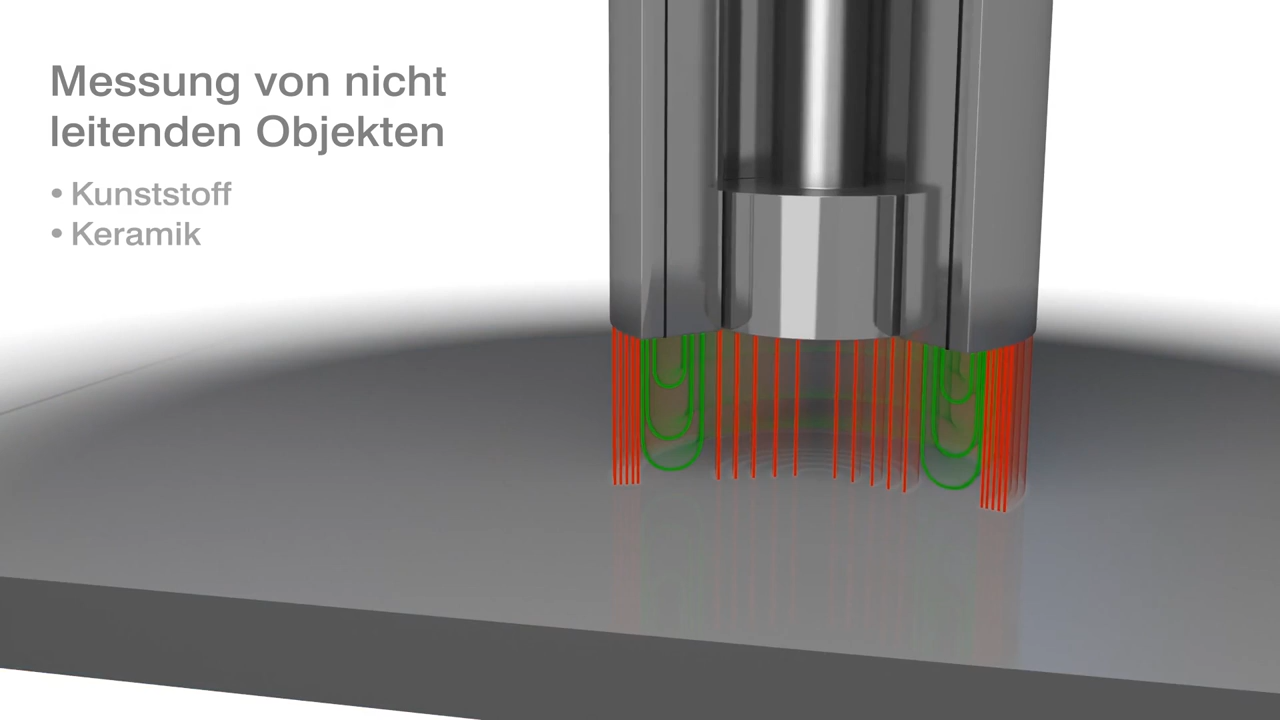 Messung von nicht
leitenden Objekten
• Kunststoff
• Keramik